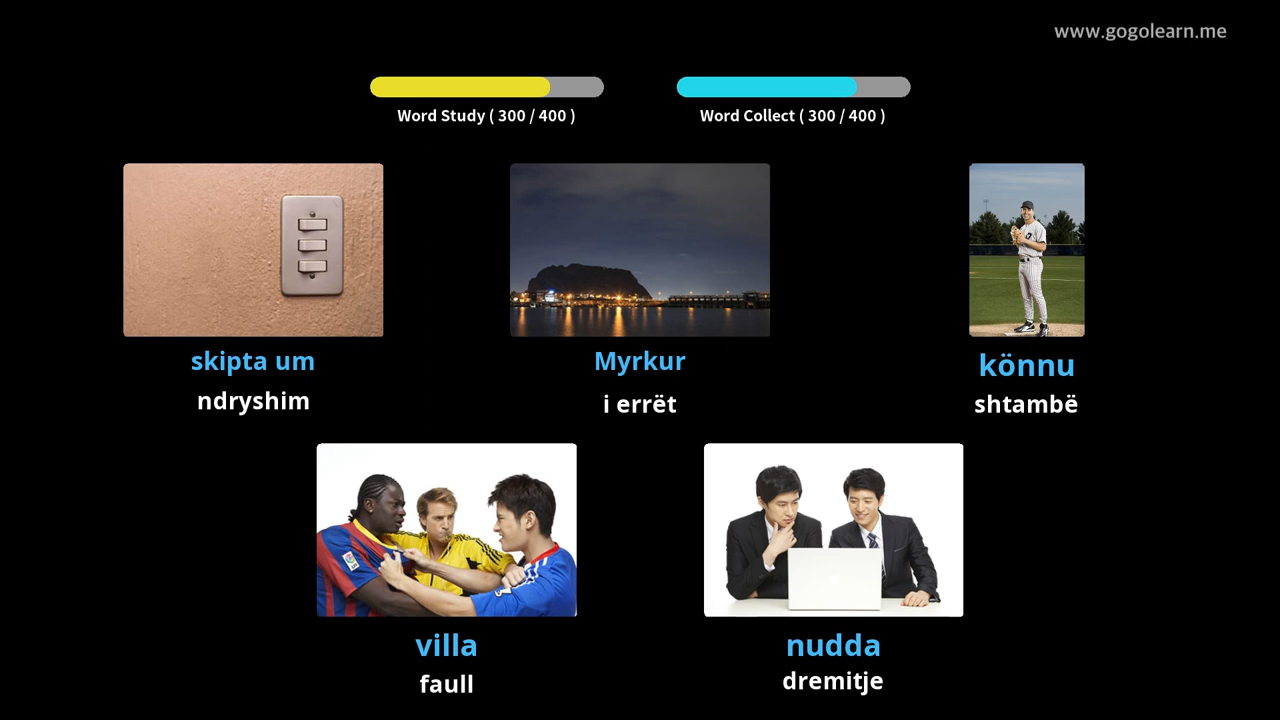 www.gogolearn.me
Word Study ( 300 / 400 )
Word Collect ( 300 / 400 )
skipta um
ndryshim
Myrkur
i errët
könnu
shtambë
villa
faull
nudda
dremitje